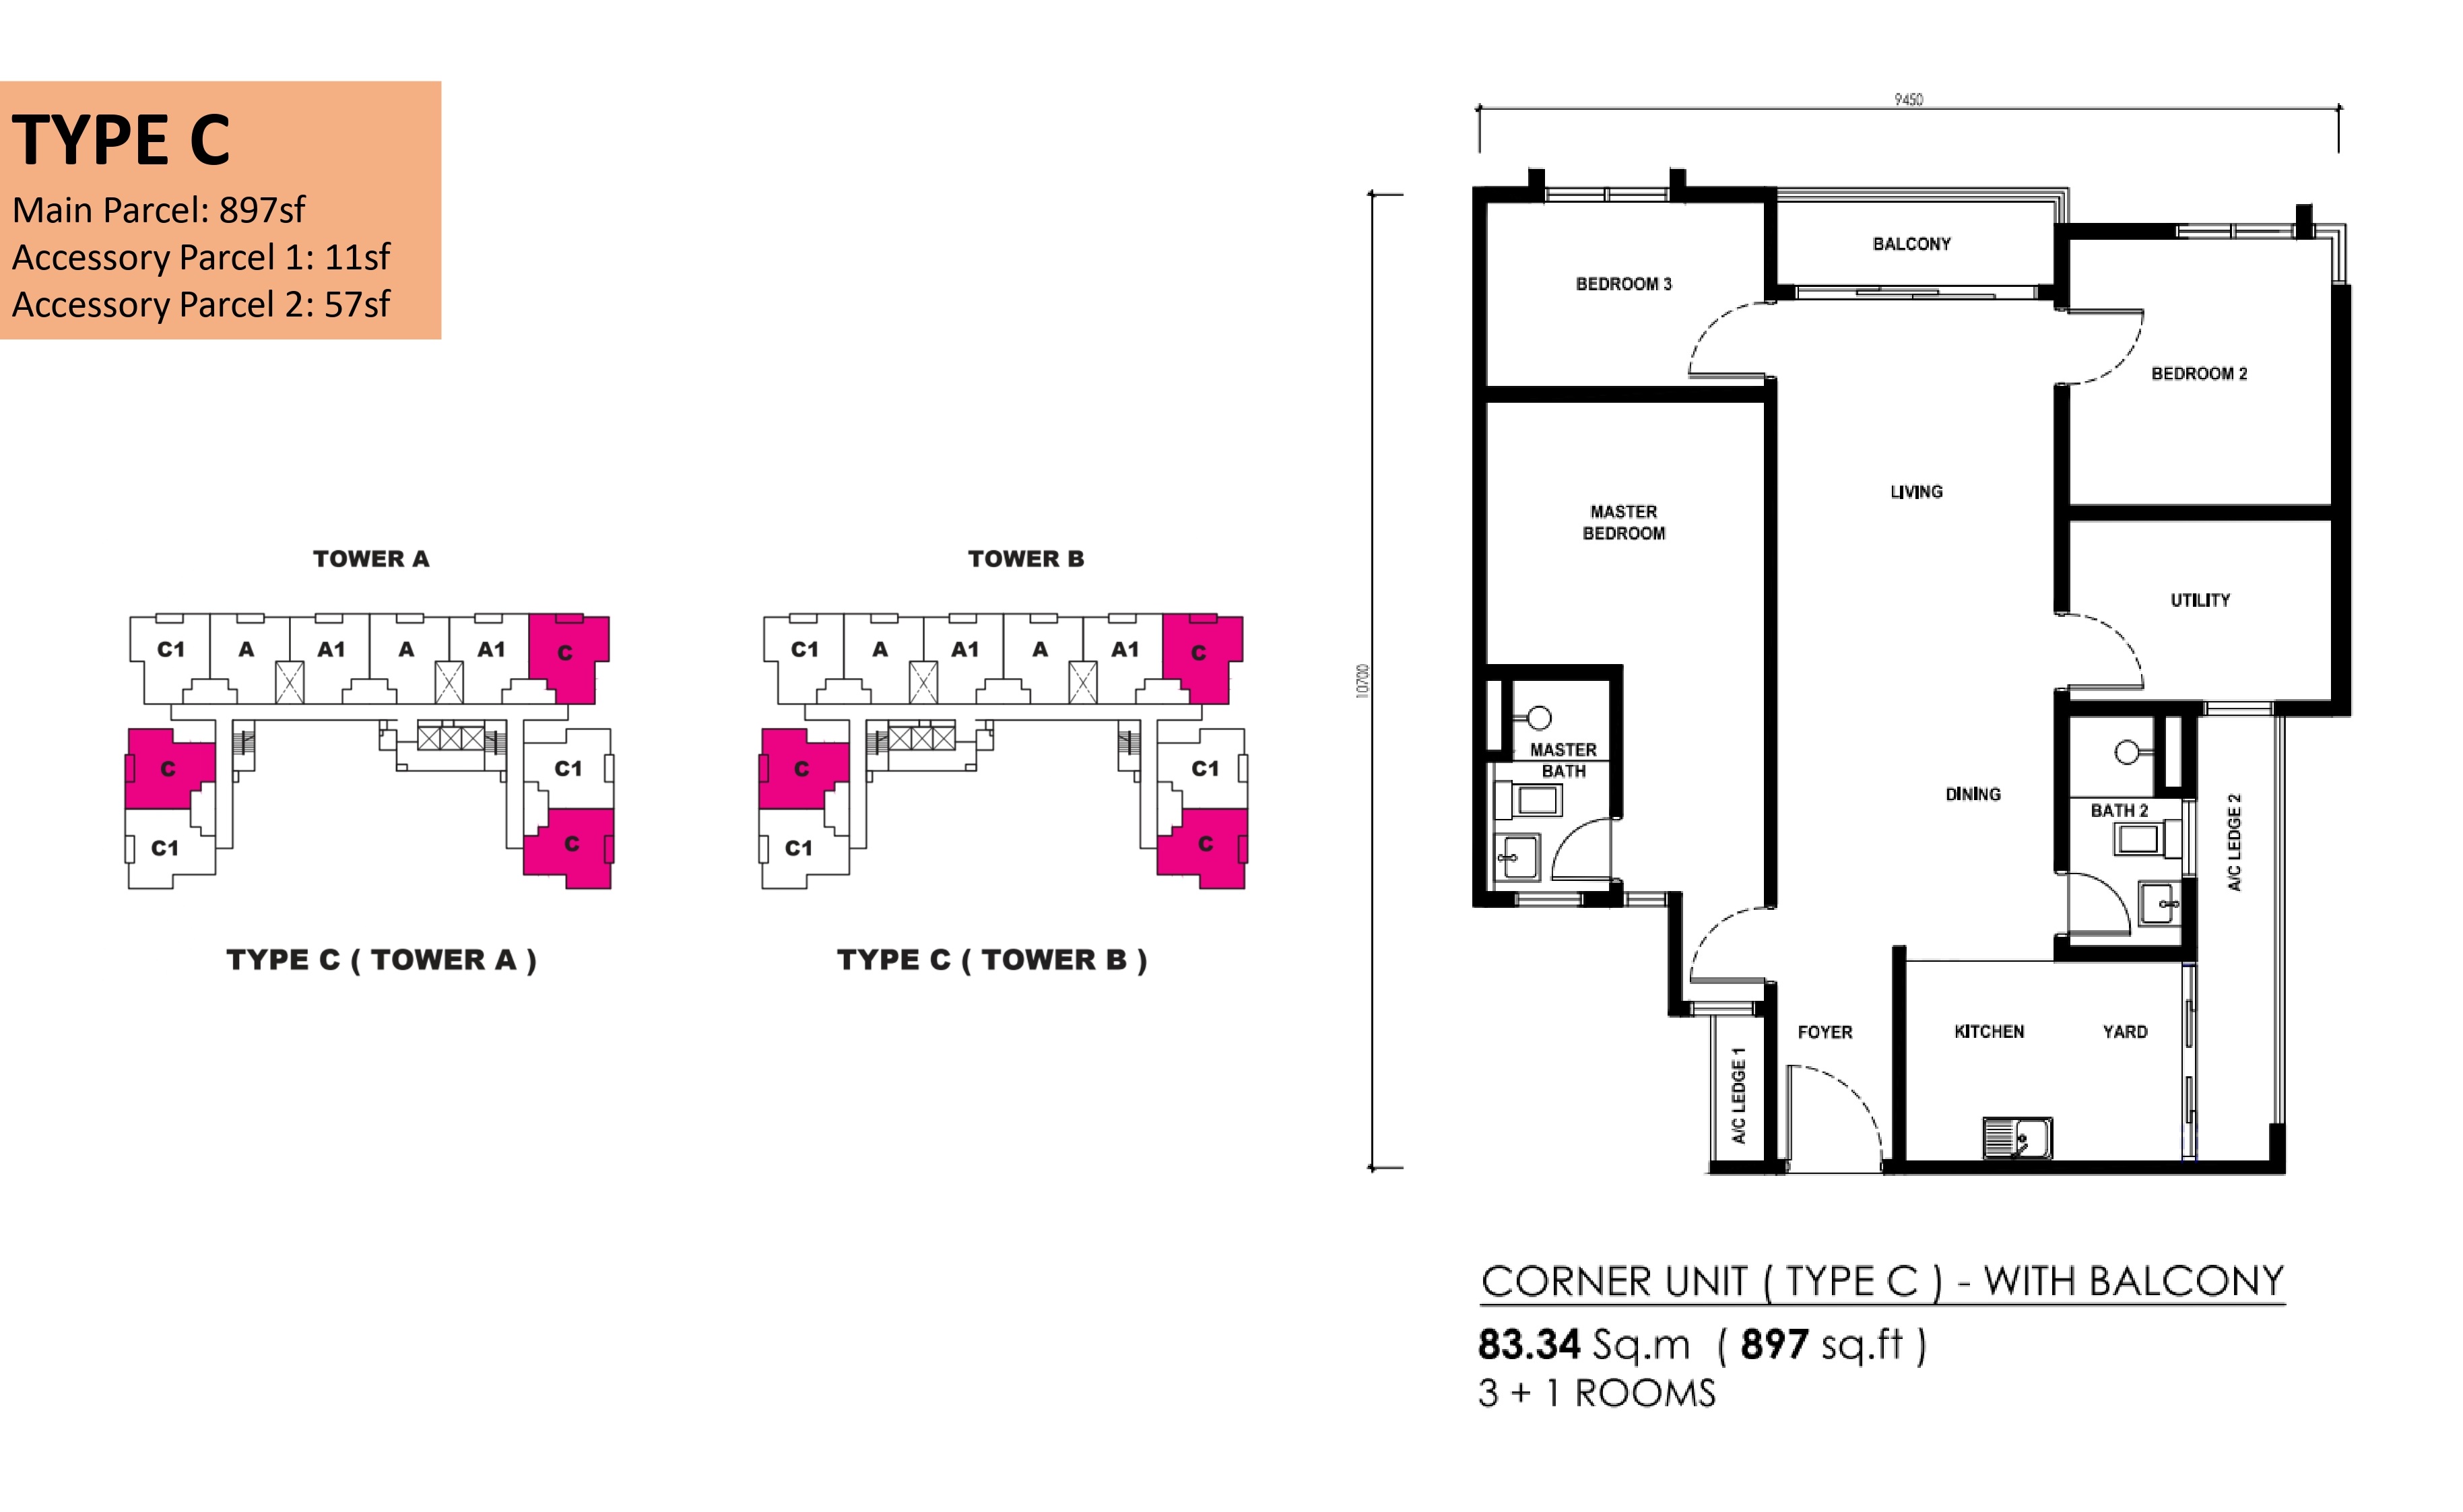 TYPE C
Main Parcel: 897sf
Accessory Parcel 1: 11sf
Accessory Parcel 2: 57sf
TOWER A
C1
A
A1
A
A1
C
C
C1
C1
C
TYPE C ( TOWER A )
TOWER B
C1
A
A1
A
A1
C
C
C1
C1
C
TYPE C ( TOWER B )
9450
10700
BALCONY
BEDROOM 3
BEDROOM 2
LIVING
MASTER
BEDROOM
UTILITY
MASTER
BATH
DINING
BATH 2
A/C LEDGE 2
FOYER
KITCHEN
YARD
A/C LEDGE 1
CORNER UNIT ( TYPE C ) - WITH BALCONY
83.34 Sq.m ( 897 sq.ft )
3 + 1 ROOMS